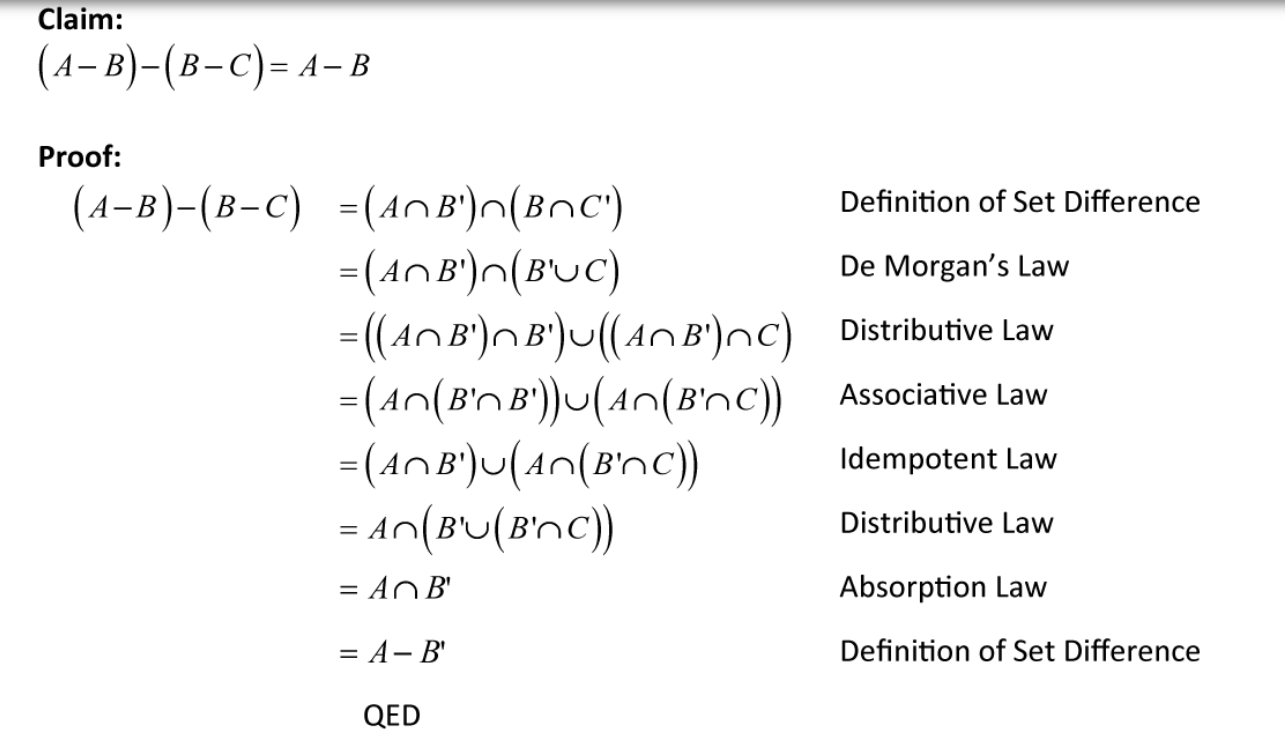 Claim:
(A−B)−(B−C)= A−B
Proof:
(A−B)−(B−C) =(A∩B')∩(B∩C') Definition of Set Difference
=(A∩B')∩(B'∪C) De Morgan’s Law
=((A∩B')∩B')∪((A∩B')∩C) Distributive Law
=(A∩(B'∩B'))∪(A∩(B'∩C)) Associative Law
=(A∩B')∪(A∩(B'∩C)) Idempotent Law
= A∩(B'∪(B'∩C)) Distributive Law
= A∩B' Absorption Law
= A−B' Definition of Set Difference
QED